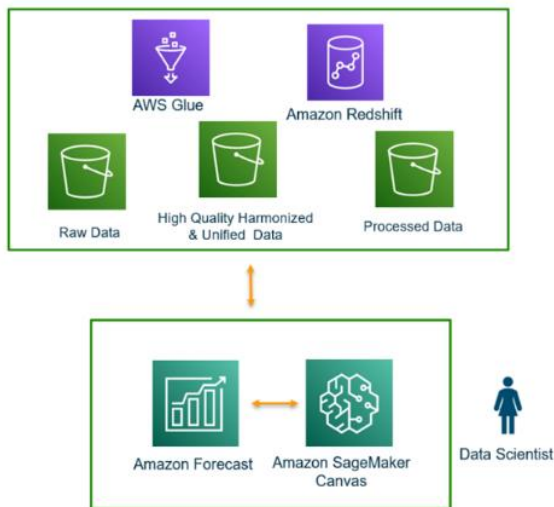 AWS Glue
Amazon Redshift
Raw Data
High Quality Harmonized
& Unified Data
Processed Data
Amazon Forecast
Amazon SageMaker
Canvas
Data Scientist